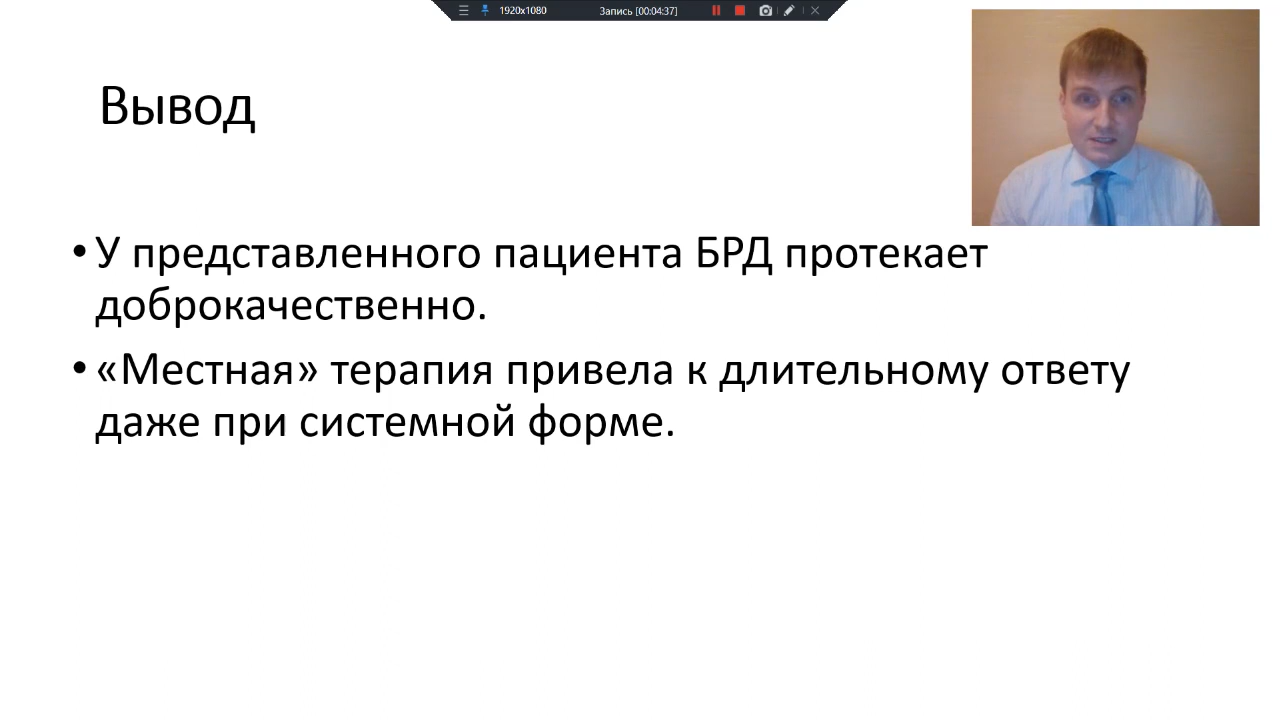 1920x1080 Запись [00:04:37]
Вывод
• У представленного пациента БРД протекает
доброкачественно.
• «Местная» терапия привела к длительному ответу
даже при системной форме.